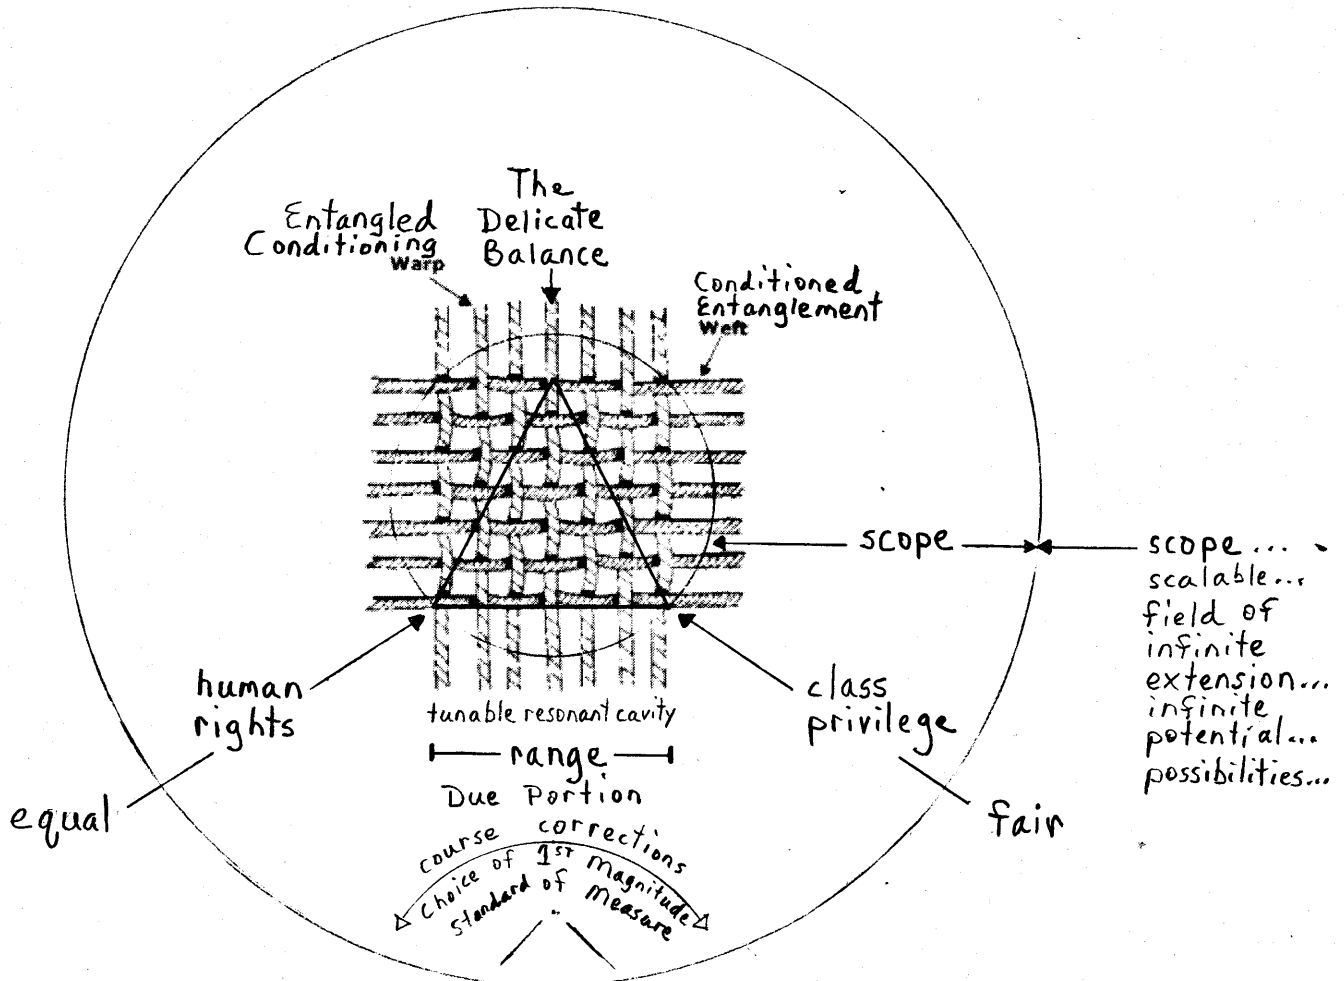 The
Delicate
Balance
Entangled
Conditioning
Warp
Conditioned
Entanglement
Weft
scope
scope...
scalable...
field of
infinite
extension...
infinite
potential...
possibilities...
human
rights
class
privilege
equal
fair
tunable resonant cavity
range
Due Portion
course corrections
Choice of 1ST Magnitude
Standard of Measure